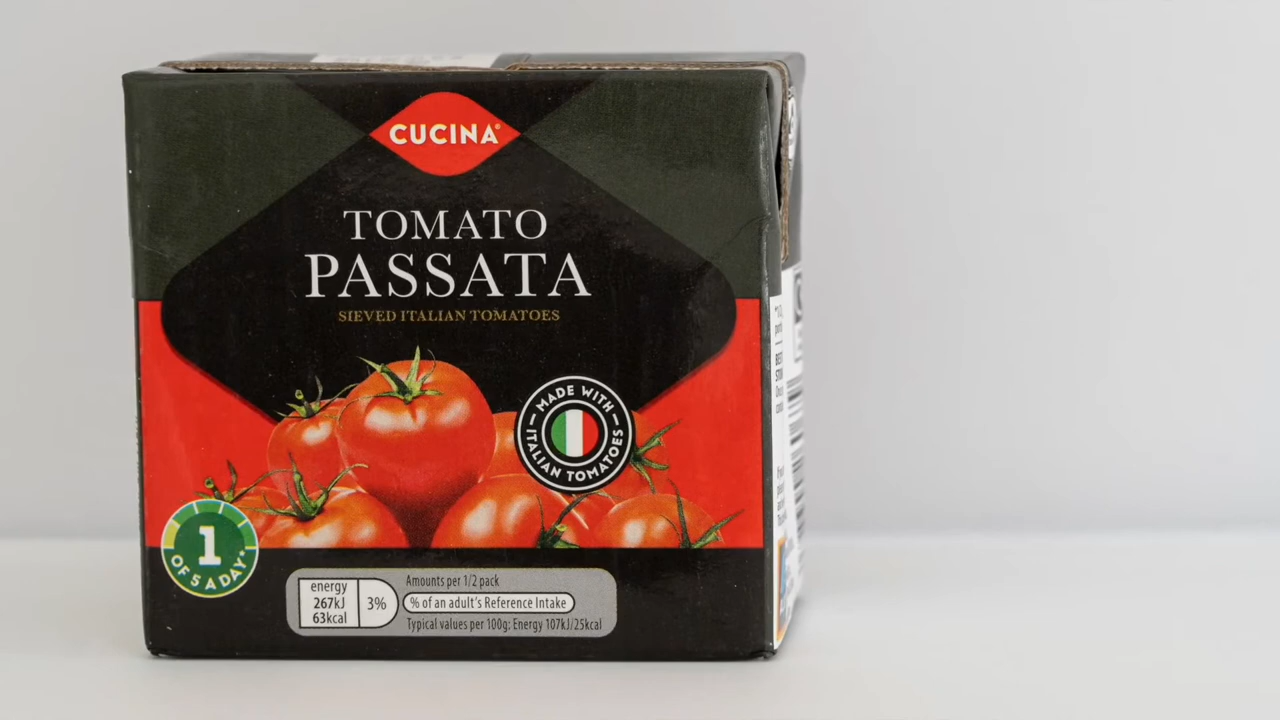 CUCINA®
TOMATO
PASSATA
SIEVED ITALIAN TOMATOES
MADE WITH
ITALIAN TOMATOES
1
OF 5 A DAY*
energy
267kJ
63kcal
3%
Amounts per 1/2 pack
% of an adult's Reference Intake
Typical values per 100g: Energy 107kJ/25kcal